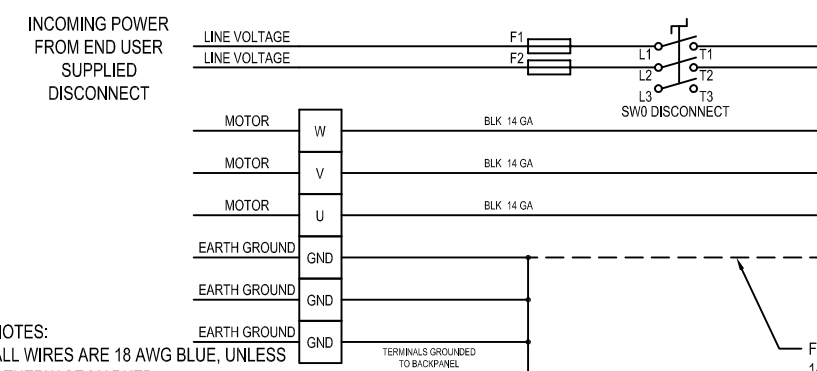 INCOMING POWER
FROM END USER
SUPPLIED
DISCONNECT
LINE VOLTAGE
LINE VOLTAGE
F1
F2
L1
T1
L2
T2
L3
T3
SW0 DISCONNECT
MOTOR
W
BLK 14 GA
MOTOR
V
BLK 14 GA
MOTOR
U
BLK 14 GA
EARTH GROUND
GND
EARTH GROUND
GND
EARTH GROUND
GND
TERMINALS GROUNDED
TO BACKPANEL
NOTES:
ALL WIRES ARE 18 AWG BLUE, UNLESS
F